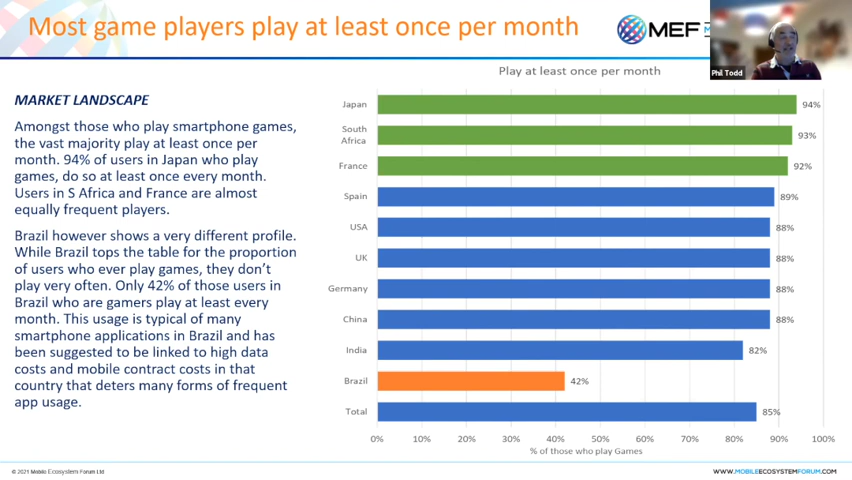 Most game players play at least once per month
MEF
Phil Todd
Play at least once per month
MARKET LANDSCAPE
Amongst those who play smartphone games,
the vast majority play at least once per
month. 94% of users in Japan who play
games, do so at least once every month.
Users in S Africa and France are almost
equally frequent players.
Brazil however shows a very different profile.
While Brazil tops the table for the proportion
of users who ever play games, they don't
play very often. Only 42% of those users in
Brazil who are gamers play at least every
month. This usage is typical of many
smartphone applications in Brazil and has
been suggested to be linked to high data
costs and mobile contract costs in that
country that deters many forms of frequent
app usage.
Japan 94%
South
Africa 93%
France 92%
Spain 89%
USA 88%
UK 88%
Germany 88%
China 88%
India 82%
Brazil 42%
Total 85%
0% 10% 20% 30% 40% 50% 60% 70% 80% 90% 100%
% of those who play Games
© 2021 Mobile Ecosystem Forum Ltd
WWW.MOBILEECOSYSTEMFORUM.COM